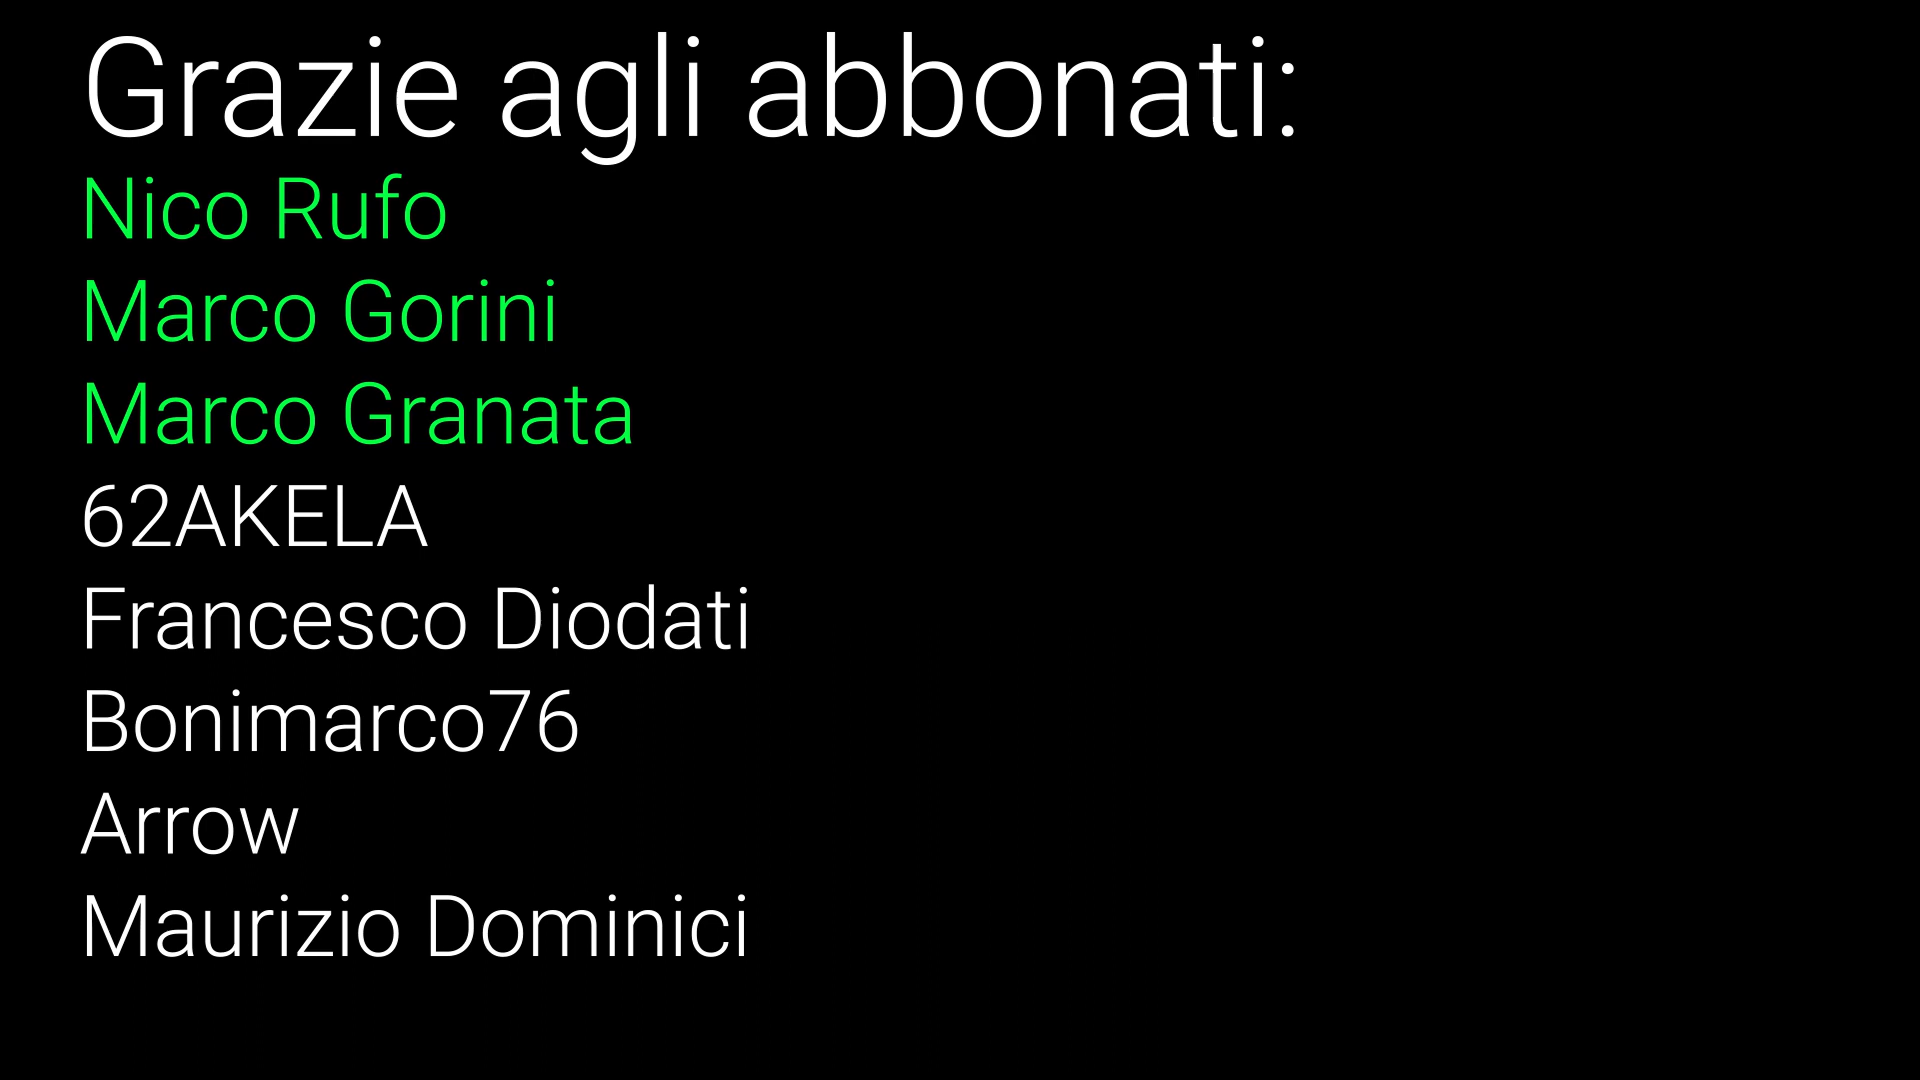 Grazie agli abbonati:
Nico Rufo
Marco Gorini
Marco Granata
62AKELA
Francesco Diodati
Bonimarco76
Arrow
Maurizio Dominici